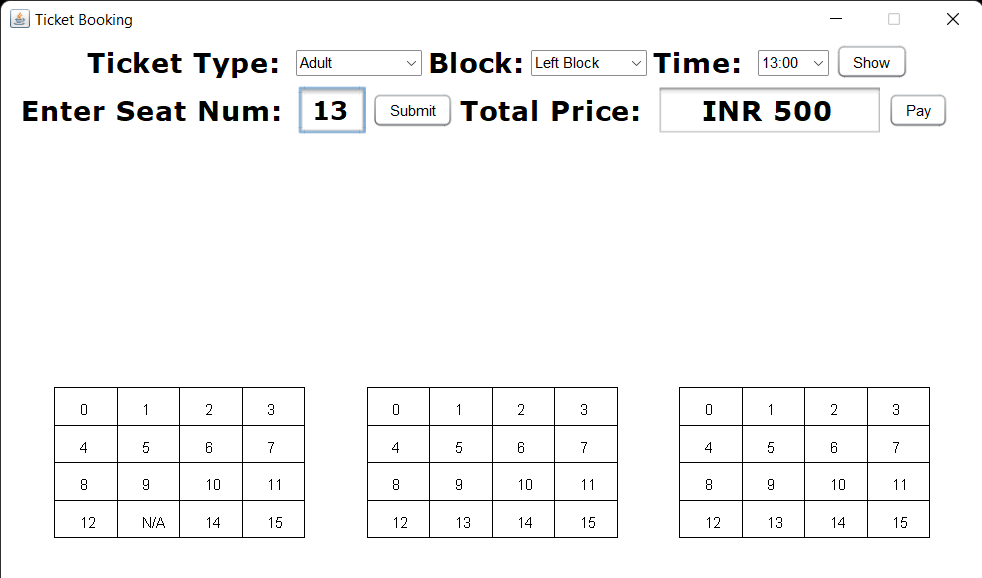 Ticket Booking
Ticket Type: Adult Block: Left Block Time: 13:00 Show
Enter Seat Num: 13 Submit Total Price: INR 500 Pay
0 1 2 3 0 1 2 3 0 1 2 3
4 5 6 7 4 5 6 7 4 5 6 7
8 9 10 11 8 9 10 11 8 9 10 11
12 N/A 14 15 12 13 14 15 12 13 14 15